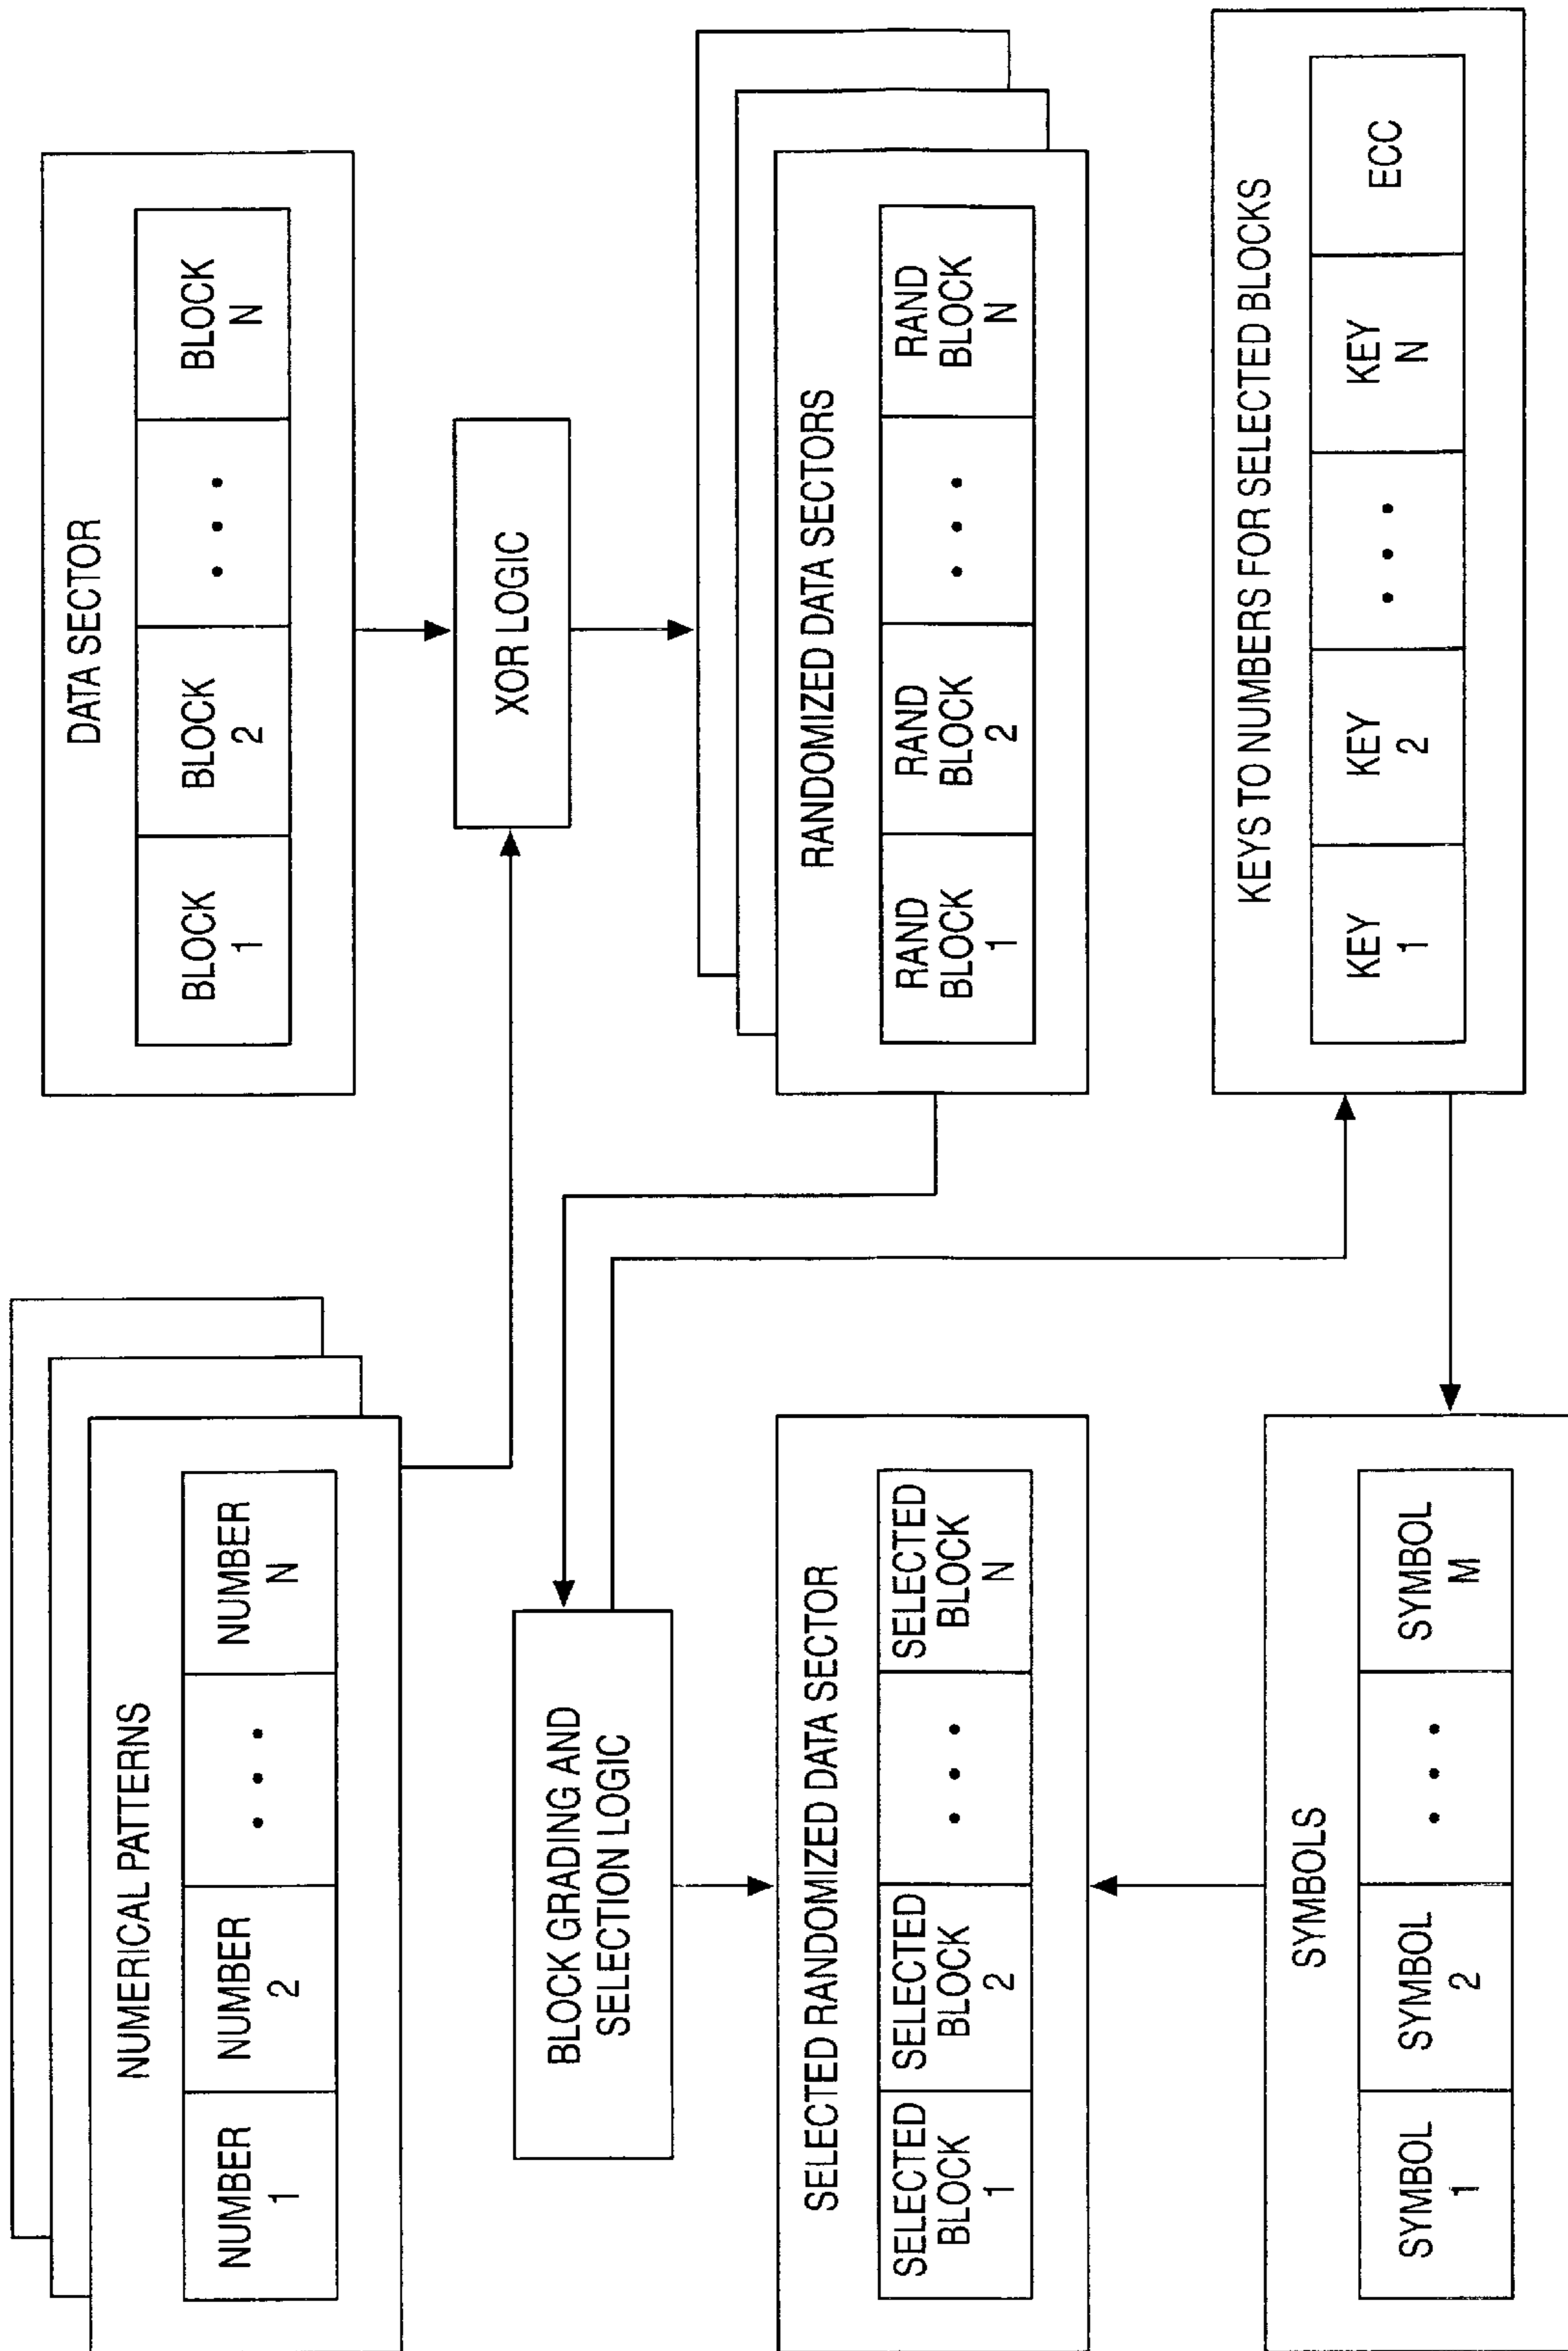 NUMERICAL PATTERNS
NUMBER
1
NUMBER
2
• • •
NUMBER
N
DATA SECTOR
BLOCK
1
BLOCK
2
• • •
BLOCK
N
XOR LOGIC
BLOCK GRADING AND
SELECTION LOGIC
RANDOMIZED DATA SECTORS
RAND
BLOCK
1
RAND
BLOCK
2
• • •
RAND
BLOCK
N
SELECTED RANDOMIZED DATA SECTOR
SELECTED
BLOCK
1
SELECTED
BLOCK
2
• • •
SELECTED
BLOCK
N
KEYS TO NUMBERS FOR SELECTED BLOCKS
KEY
1
KEY
2
• • •
KEY
N
ECC
SYMBOLS
SYMBOL
1
SYMBOL
2
• • •
SYMBOL
M